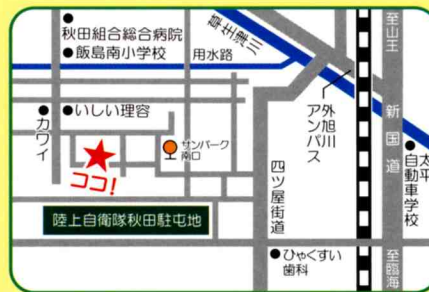 秋田組合総合病院
飯島南小学校
用水路
草生津川
至山王
カワイ
いしい理容
サンパーク
南口
外旭川
アンパス
新国道
太平
自動車学校
ココ!
四ツ屋街道
陸上自衛隊秋田駐屯地
ひゃくすい
歯科
至臨海